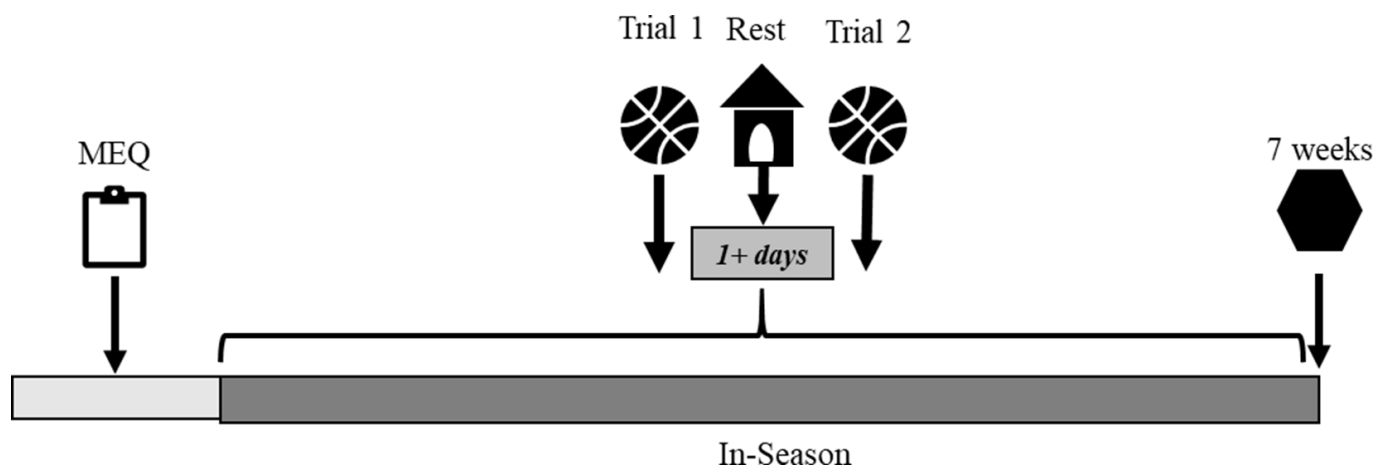 Trial 1
Rest
Trial 2
MEQ
7 weeks
1+ days
In-Season